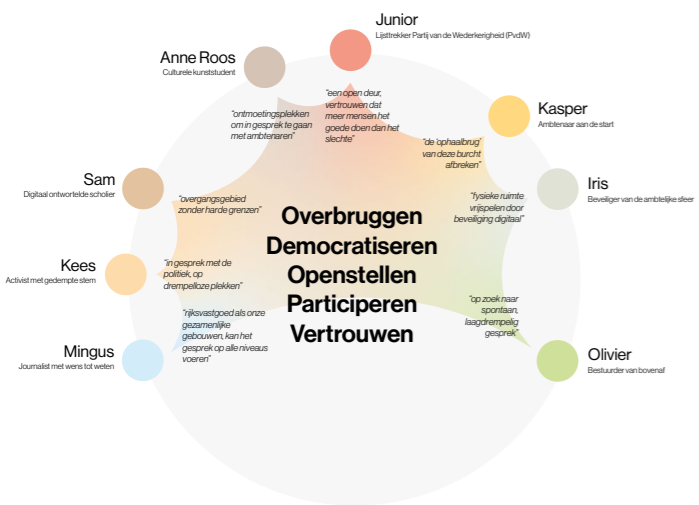 Junior
Lijsttrekker Partij van de Wederkerigheid (PvdW)
Anne Roos
Culturele kunststudent
"een open deur,
vertrouwen dat
meer mensen het
goede doen dan het
slechte"
"ontmoetingsplekken
om in gesprek te gaan
met ambtenaren"
Kasper
Ambtenaar aan de start
"de 'ophaalbrug'
van deze burcht
afbreken"
Sam
Digitaal ontwortelde scholier
"overgangsgebied
zonder harde grenzen"
Iris
Beveiliger van de ambtelijke sfeer
"fysieke ruimte
vrijspelen door
beveiliging digitaal"
Overbruggen
Democratiseren
Openstellen
Participeren
Vertrouwen
Kees
Activist met gedempte stem
"in gesprek met de
politiek, op
drempelloze plekken"
"rijksvastgoed als onze
gezamenlijke
gebouwen, kan het
gesprek op alle niveaus
voeren"
"op zoek naar
spontaan,
laagdrempelig
gesprek"
Mingus
Journalist met wens tot weten
Olivier
Bestuurder van bovenaf